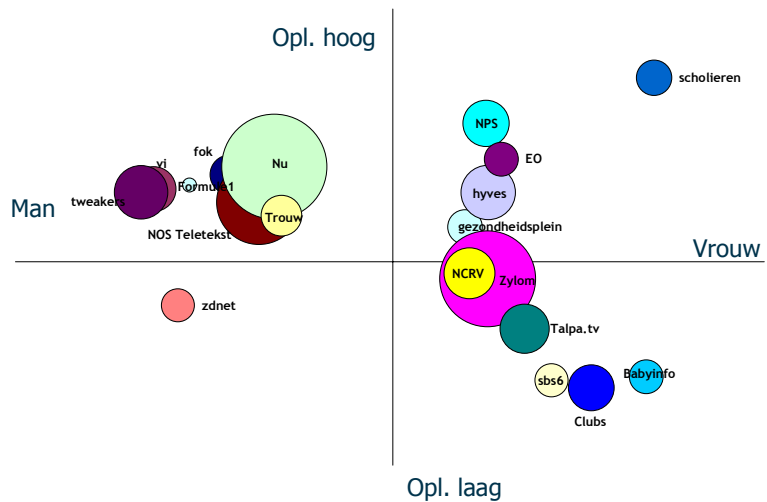 Opl. hoog
scholieren
NPS
fok
EO
vi
Nu
Formule1
hyves
tweakers
Man
Trouw
gezondheidsplein
NOS Teletekst
Vrouw
NCRV
Zylom
zdnet
Talpa.tv
Babyinfo
sbs6
Clubs
Opl. laag